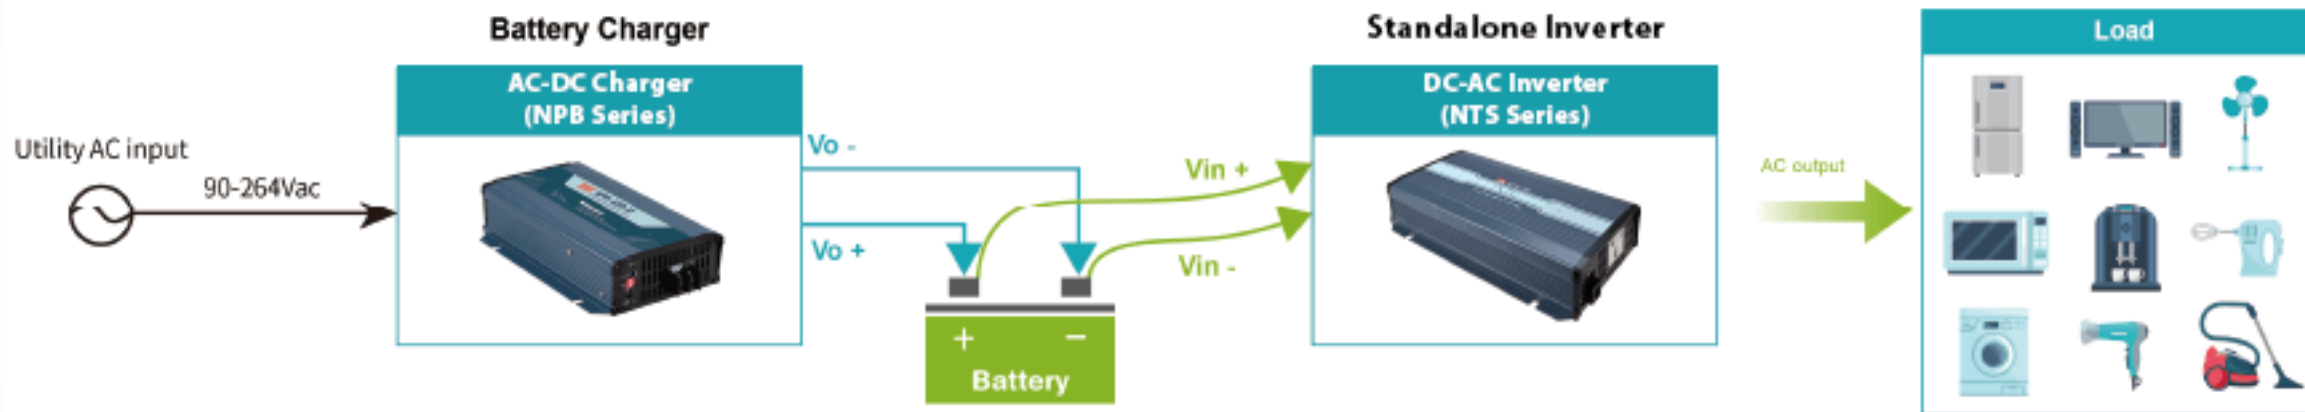 Battery Charger
Standalone Inverter
Load
AC-DC Charger
(NPB Series)
DC-AC Inverter
(NTS Series)
Utility AC input
90-264Vac
Vo -
Vo +
Vin +
Vin -
AC output
+ −
Battery